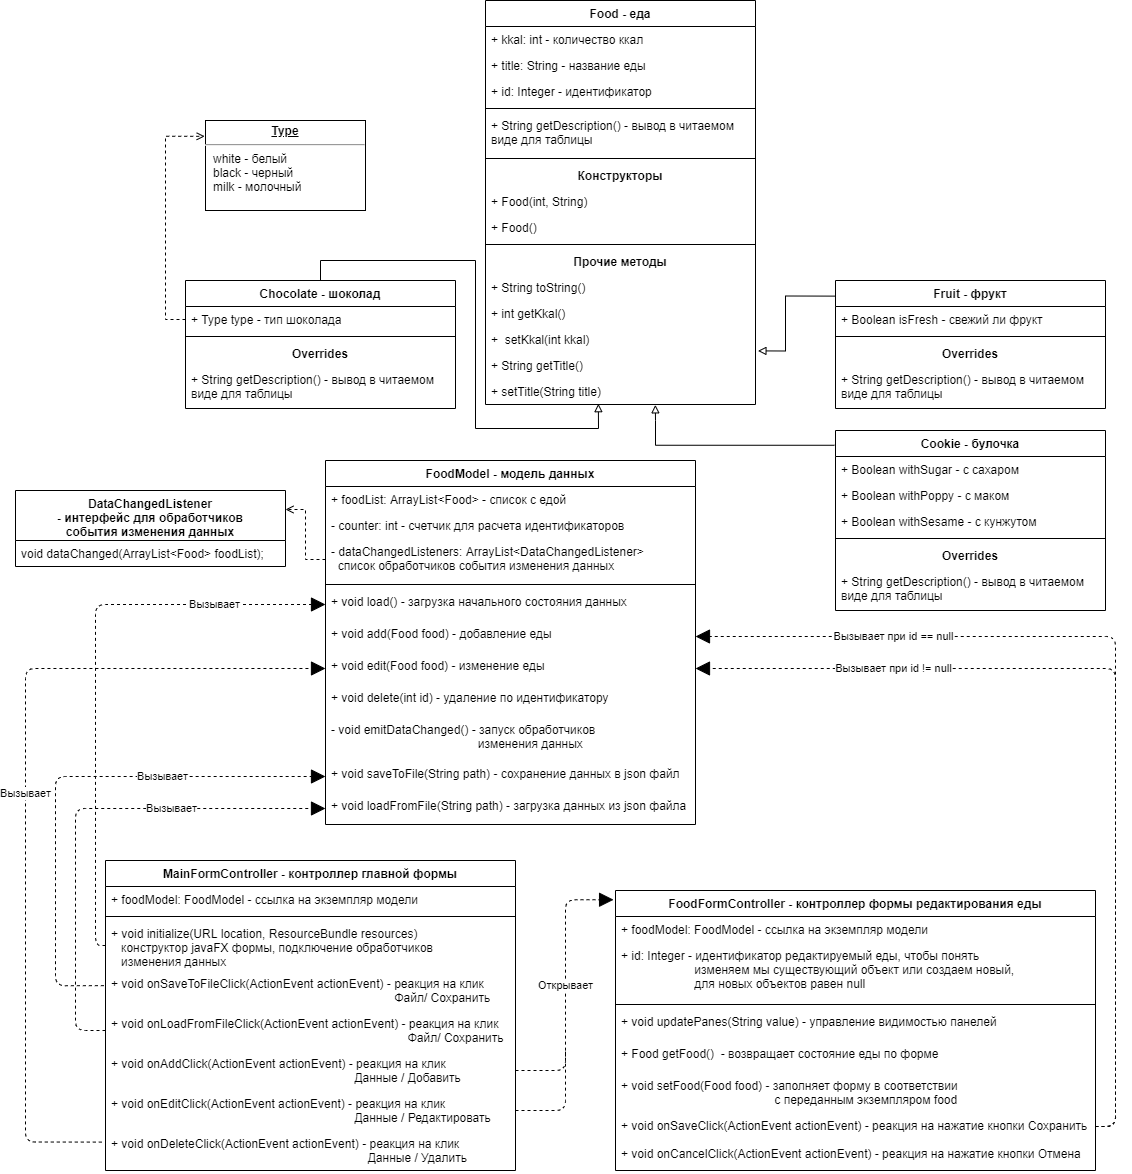 Food - еда
+ kkal: int - количество ккал
+ title: String - название еды
+ id: Integer - идентификатор
+ String getDescription() - вывод в читаемом
виде для таблицы
Конструкторы
+ Food(int, String)
+ Food()
Прочие методы
+ String toString()
+ int getKkal()
+  setKkal(int kkal)
+ String getTitle()
+ setTitle(String title)
Type
white - белый
black - черный
milk - молочный
Chocolate - шоколад
+ Type type - тип шоколада
Overrides
+ String getDescription() - вывод в читаемом
виде для таблицы
Fruit - фрукт
+ Boolean isFresh - свежий ли фрукт
Overrides
+ String getDescription() - вывод в читаемом
виде для таблицы
Cookie - булочка
+ Boolean withSugar - с сахаром
+ Boolean withPoppy - с маком
+ Boolean withSesame - с кунжутом
Overrides
+ String getDescription() - вывод в читаемом
виде для таблицы
DataChangedListener
- интерфейс для обработчиков
события изменения данных
void dataChanged(ArrayList<Food> foodList);
FoodModel - модель данных
+ foodList: ArrayList<Food> - список с едой
- counter: int - счетчик для расчета идентификаторов
- dataChangedListeners: ArrayList<DataChangedListener>
список обработчиков события изменения данных
+ void load() - загрузка начального состояния данных
+ void add(Food food) - добавление еды
+ void edit(Food food) - изменение еды
+ void delete(int id) - удаление по идентификатору
- void emitDataChanged() - запуск обработчиков
изменения данных
+ void saveToFile(String path) - сохранение данных в json файл
+ void loadFromFile(String path) - загрузка данных из json файла
Вызывает
Вызывает при id == null
Вызывает при id != null
Вызывает
Вызывает
Вызывает
MainFormController - контроллер главной формы
+ foodModel: FoodModel - ссылка на экземпляр модели
+ void initialize(URL location, ResourceBundle resources)
конструктор javaFX формы, подключение обработчиков
изменения данных
+ void onSaveToFileClick(ActionEvent actionEvent) - реакция на клик
Файл/ Сохранить
+ void onLoadFromFileClick(ActionEvent actionEvent) - реакция на клик
Файл/ Сохранить
+ void onAddClick(ActionEvent actionEvent) - реакция на клик
Данные / Добавить
+ void onEditClick(ActionEvent actionEvent) - реакция на клик
Данные / Редактировать
+ void onDeleteClick(ActionEvent actionEvent) - реакция на клик
Данные / Удалить
Открывает
FoodFormController - контроллер формы редактирования еды
+ foodModel: FoodModel - ссылка на экземпляр модели
+ id: Integer - идентификатор редактируемый еды, чтобы понять
изменяем мы существующий объект или создаем новый,
для новых объектов равен null
+ void updatePanes(String value) - управление видимостью панелей
+ Food getFood()  - возвращает состояние еды по форме
+ void setFood(Food food) - заполняет форму в соответствии
с переданным экземпляром food
+ void onSaveClick(ActionEvent actionEvent) - реакция на нажатие кнопки Сохранить
+ void onCancelClick(ActionEvent actionEvent) - реакция на нажатие кнопки Отмена